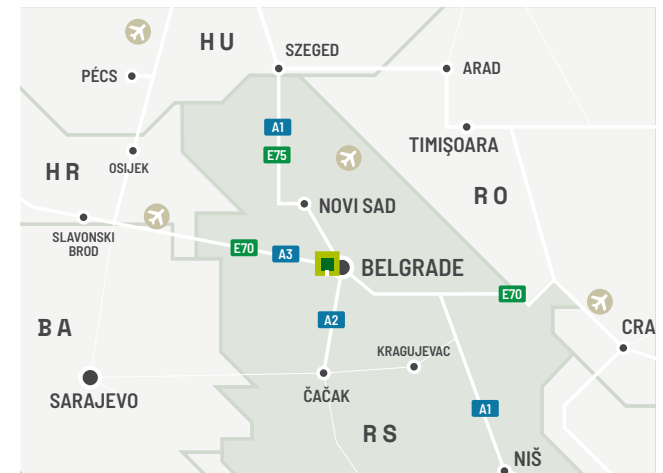 HU
SZEGED
PÉCS
ARAD
A1
TIMIŞOARA
E75
OSIJEK
HR
RO
NOVI SAD
SLAVONSKI
BROD
E70
A3
BELGRADE
E70
A2
BA
CRA
KRAGUJEVAC
SARAJEVO
ČAČAK
A1
RS
NIŠ